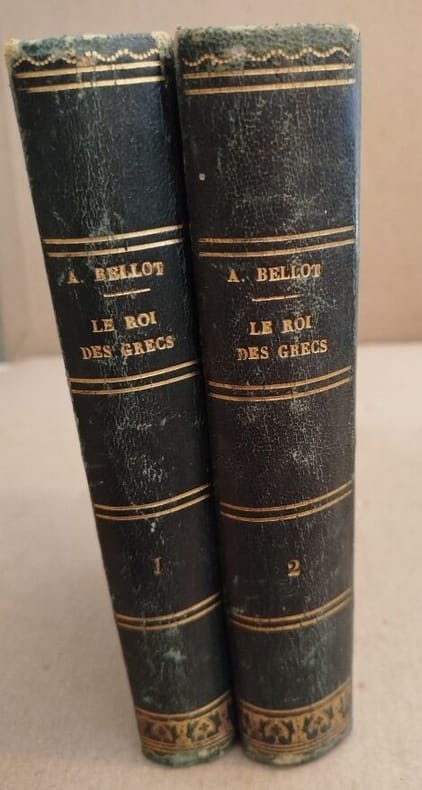 A. BELLOT
LE ROI
DES GRECS
1
A. BELLOT
LE ROI
DES GRECS
2